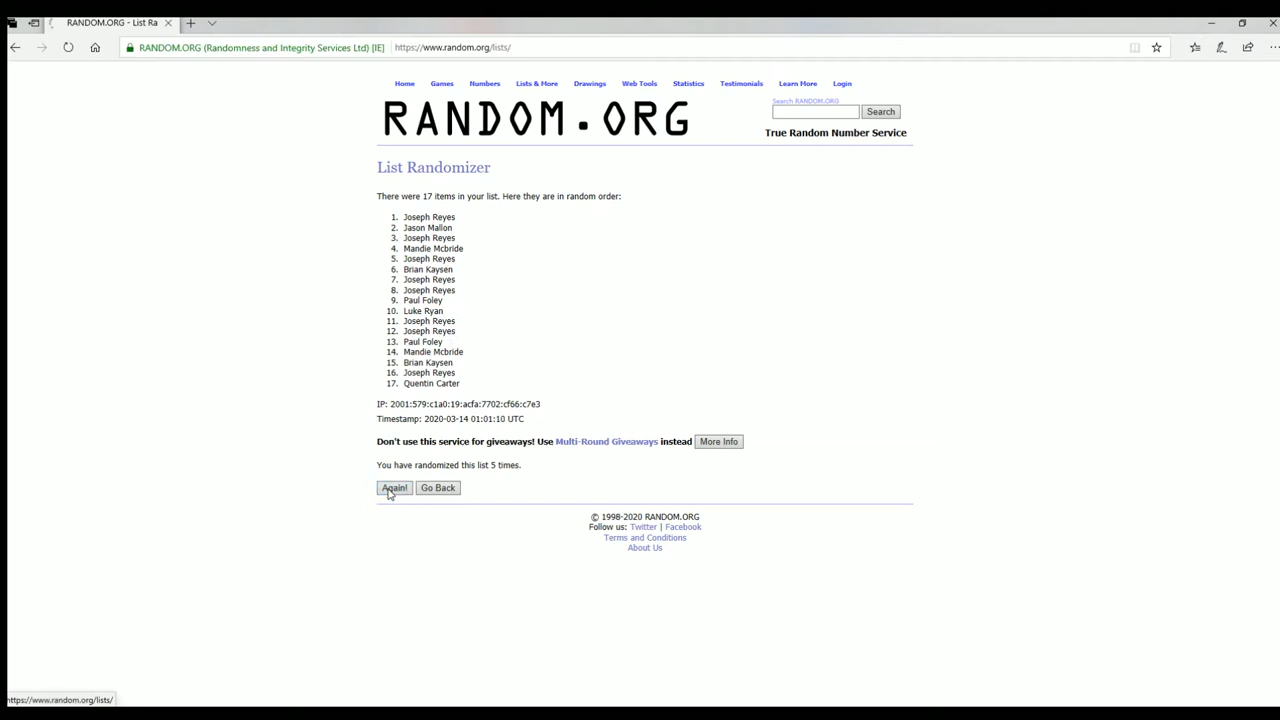 RANDOM.ORG - List Ra
RANDOM.ORG (Randomness and Integrity Services Ltd) [IE] https://www.random.org/lists/
Home Games Numbers Lists & More Drawings Web Tools Statistics Testimonials Learn More Login
RANDOM.ORG
Search RANDOM.ORG
Search
True Random Number Service
List Randomizer
There were 17 items in your list. Here they are in random order:
1. Joseph Reyes
2. Jason Mallon
3. Joseph Reyes
4. Mandie Mcbride
5. Joseph Reyes
6. Brian Kaysen
7. Joseph Reyes
8. Joseph Reyes
9. Paul Foley
10. Luke Ryan
11. Joseph Reyes
12. Joseph Reyes
13. Paul Foley
14. Mandie Mcbride
15. Brian Kaysen
16. Joseph Reyes
17. Quentin Carter
IP: 2001:579:c1a0:19:acfa:7702:cf66:c7e3
Timestamp: 2020-03-14 01:01:10 UTC
Don't use this service for giveaways! Use Multi-Round Giveaways instead More Info
You have randomized this list 5 times.
Again! Go Back
© 1998-2020 RANDOM.ORG
Follow us: Twitter | Facebook
Terms and Conditions
About Us
https://www.random.org/lists/